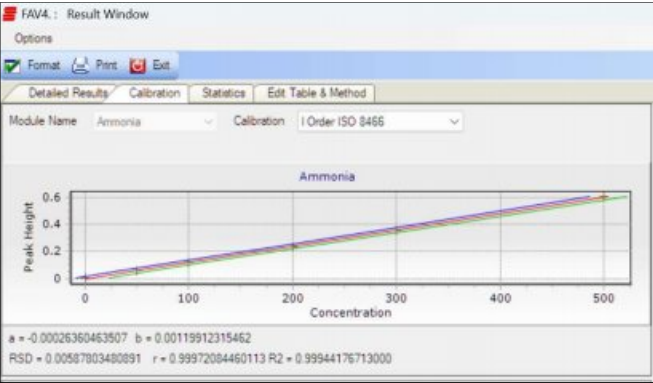 FAV4. : Result Window
Options
Format Print Exit
Detailed Results Calibration Statistics Edit Table & Method
Module Name Ammonia Calibration I Order ISO 8466
Ammonia
Peak Height
0.6
0.4
0.2
0
0 100 200 300 400 500
Concentration
a = -0.00026360463507 b = 0.00119912315462
RSD = 0.00587803480891 r = 0.99972084460113 R2 = 0.99944176713000